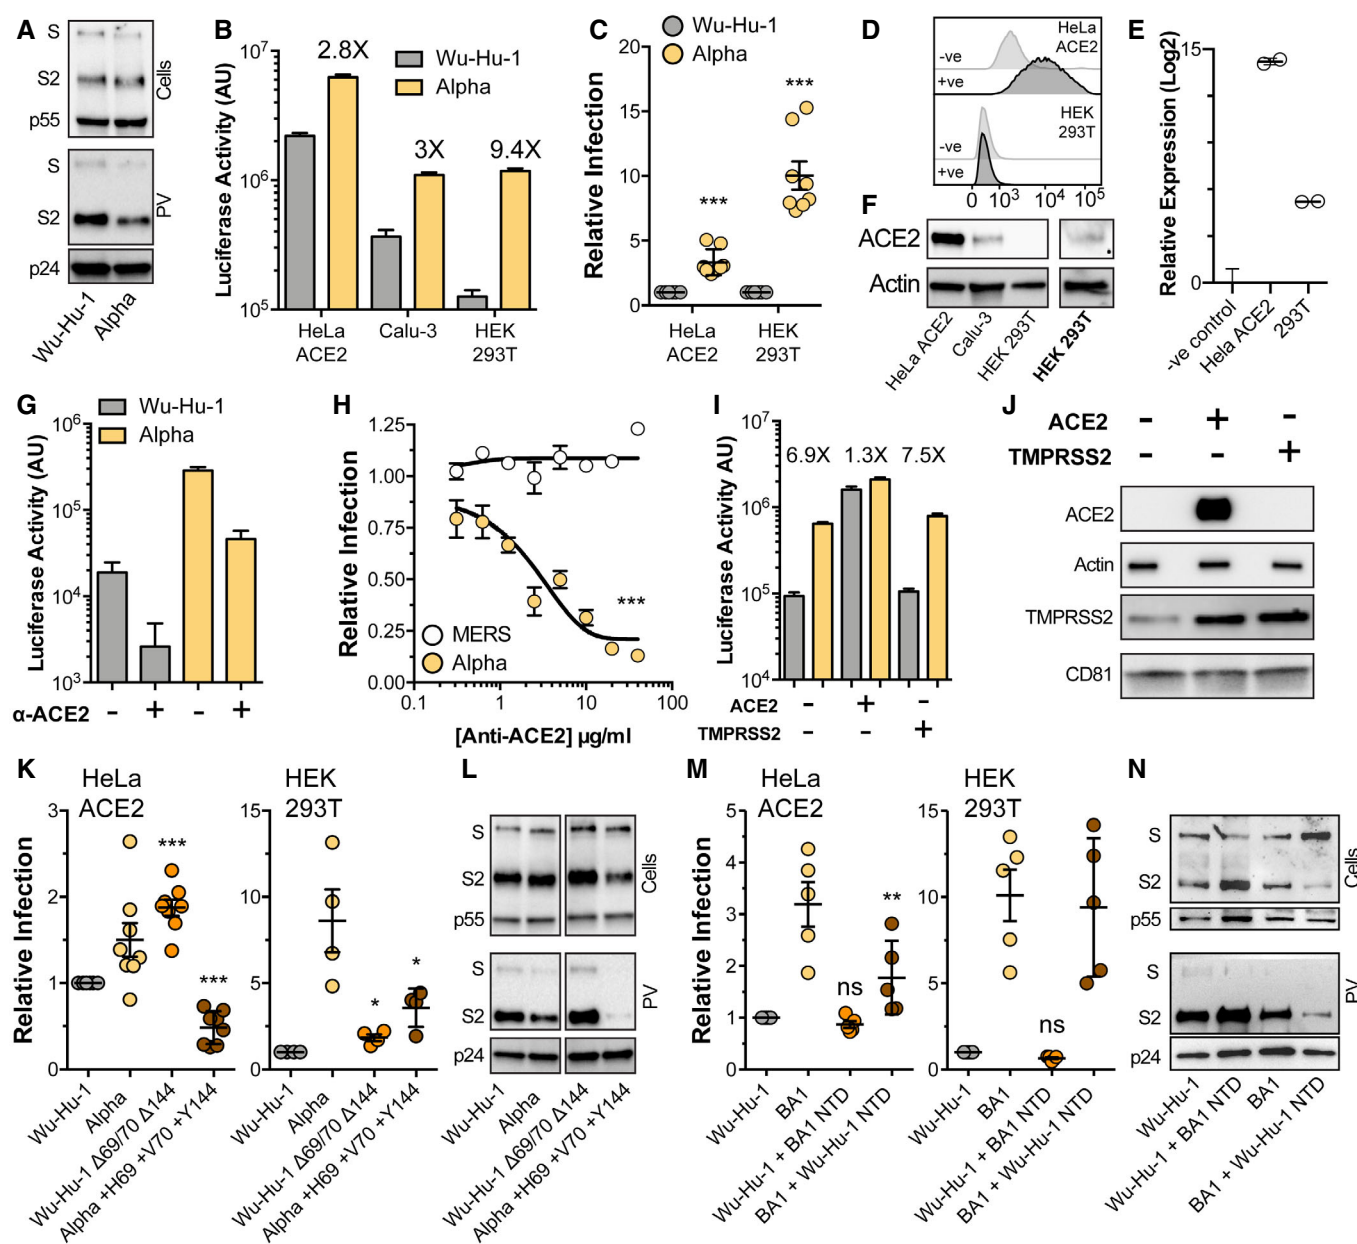 A
S
S2
p55
Cells
S
S2
PV
p24
Wu-Hu-1
Alpha
B
Luciferase Activity (AU)
10^7
10^6
10^5
2.8X
3X
9.4X
Wu-Hu-1
Alpha
HeLa ACE2
Calu-3
HEK 293T
C
Wu-Hu-1
Alpha
Relative Infection
20
15
10
5
0
***
***
HeLa ACE2
HEK 293T
D
HeLa ACE2
-ve
+ve
HEK 293T
-ve
+ve
0 10^3 10^4 10^5
E
Relative Expression (Log2)
15
0
-ve control
Hela ACE2
293T
F
ACE2
Actin
HeLa ACE2
Calu-3
HEK 293T
HEK 293T
G
Wu-Hu-1
Alpha
Luciferase Activity (AU)
10^6
10^5
10^4
10^3
α-ACE2 - + - +
H
Relative Infection
1.25
1.00
0.75
0.50
0.25
0.00
***
MERS
Alpha
0.1 1 10 100
[Anti-ACE2] µg/ml
I
Luciferase Activity AU)
10^7
10^6
10^5
10^4
6.9X 1.3X 7.5X
ACE2 - + -
TMPRSS2 - - +
J
ACE2 - + -
TMPRSS2 - - +
ACE2
Actin
TMPRSS2
CD81
K
HeLa ACE2
Relative Infection
3
2
1
0
***
***
Wu-Hu-1
Alpha
Wu-Hu-1 Δ69/70 Δ144
Alpha +H69 +V70 +Y144
HEK 293T
15
10
5
0
*
*
Wu-Hu-1
Alpha
Wu-Hu-1 Δ69/70 Δ144
Alpha +H69 +V70 +Y144
L
S
S2
p55
Cells
S
S2
PV
p24
Wu-Hu-1
Alpha
Wu-Hu-1 Δ69/70 Δ144
Alpha +H69 +V70 +Y144
M
HeLa ACE2
Relative Infection
5
4
3
2
1
0
ns
**
Wu-Hu-1
BA1
Wu-Hu-1 + BA1 NTD
BA1 + Wu-Hu-1 NTD
HEK 293T
15
10
5
0
ns
Wu-Hu-1
BA1
Wu-Hu-1 + BA1 NTD
BA1 + Wu-Hu-1 NTD
N
S
S2
Cells
p55
S
S2
PV
p24
Wu-Hu-1
Wu-Hu-1 + BA1 NTD
BA1
BA1 + Wu-Hu-1 NTD